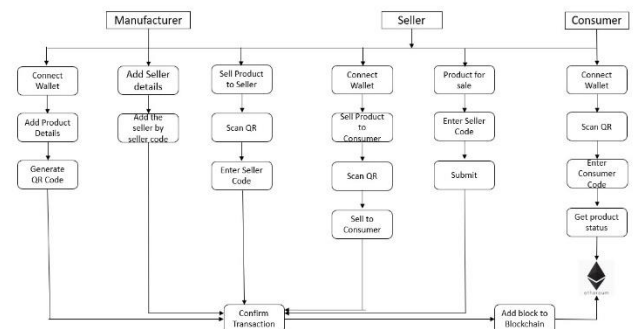 Manufacturer
Seller
Consumer
Connect
Wallet
Add Seller
details
Sell Product
to Seller
Connect
Wallet
Product for
sale
Connect
Wallet
Add Product
Details
Add the
seller by
seller code
Scan QR
Sell Product
to
Consumer
Enter Seller
Code
Scan QR
Generate
QR Code
Enter Seller
Code
Scan QR
Submit
Enter
Consumer
Code
Sell to
Consumer
Get product
status
ethereum
Confirm
Transaction
Add block to
Blockchain